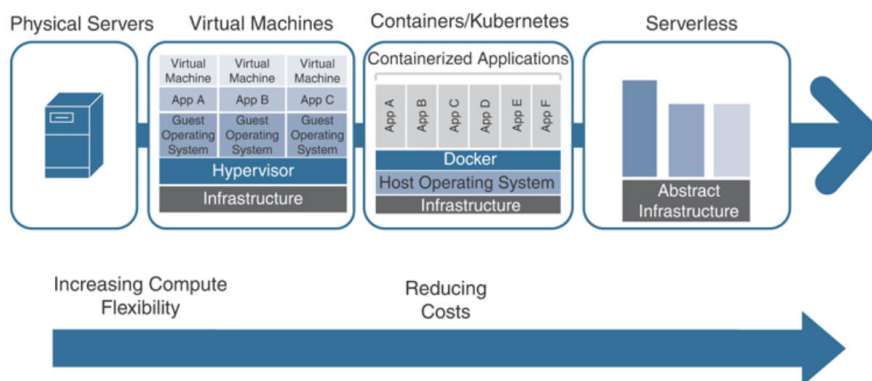 Physical Servers
Virtual Machines
Containers/Kubernetes
Serverless
Virtual Machine
Virtual Machine
Virtual Machine
App A
App B
App C
Guest Operating System
Guest Operating System
Guest Operating System
Hypervisor
Infrastructure
Containerized Applications
App A
App B
App C
App D
App E
App F
Docker
Host Operating System
Infrastructure
Abstract
Infrastructure
Increasing Compute
Flexibility
Reducing
Costs